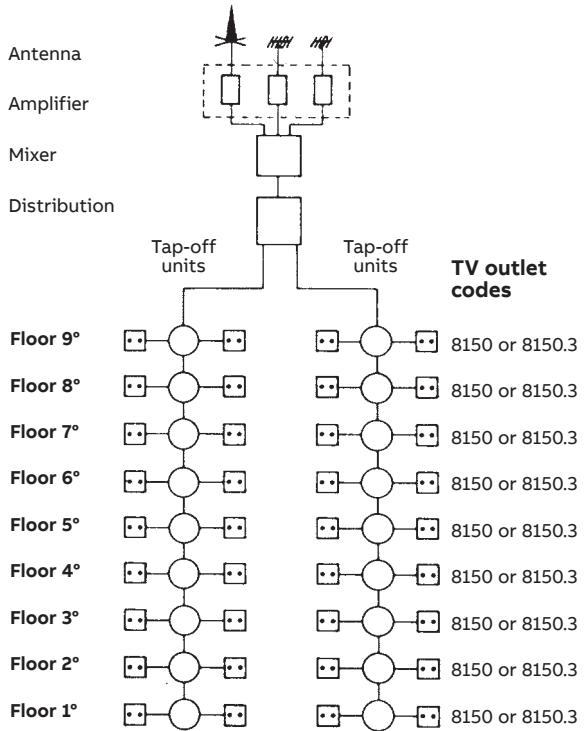 Antenna
Amplifier
Mixer
Distribution
Tap-off
units
Tap-off
units
TV outlet
codes
Floor 9° 8150 or 8150.3
Floor 8° 8150 or 8150.3
Floor 7° 8150 or 8150.3
Floor 6° 8150 or 8150.3
Floor 5° 8150 or 8150.3
Floor 4° 8150 or 8150.3
Floor 3° 8150 or 8150.3
Floor 2° 8150 or 8150.3
Floor 1° 8150 or 8150.3